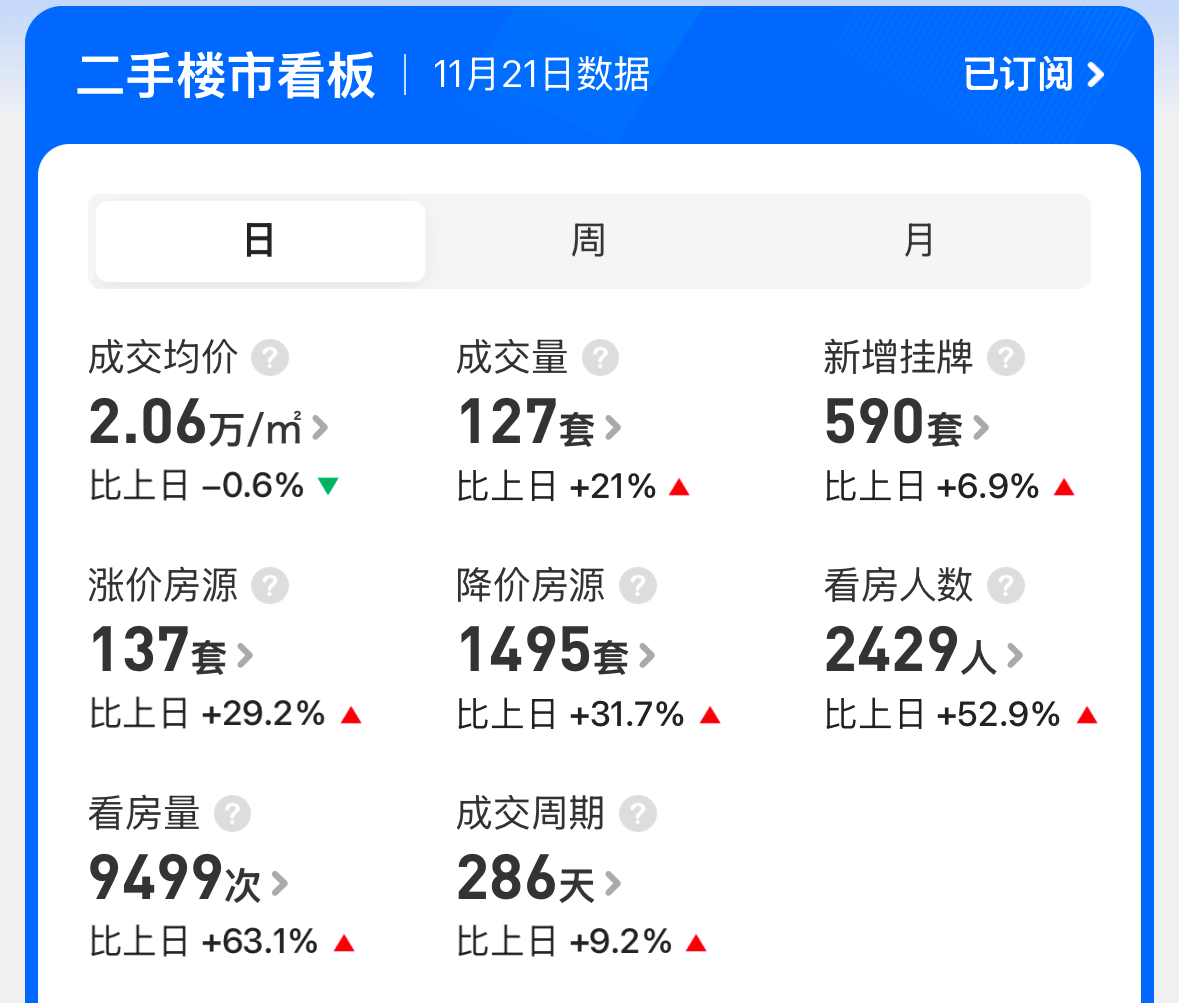 二手楼市看板 | 11月21日数据 已订阅 >
日 周 月
成交均价 ? 成交量 ? 新增挂牌 ?
2.06万/㎡ > 127套 > 590套 >
比上日 -0.6% ▼ 比上日 +21% ▲ 比上日 +6.9% ▲
涨价房源 ? 降价房源 ? 看房人数 ?
137套 > 1495套 > 2429人 >
比上日 +29.2% ▲ 比上日 +31.7% ▲ 比上日 +52.9% ▲
看房量 ? 成交周期 ?
9499次 > 286天 >
比上日 +63.1% ▲ 比上日 +9.2% ▲